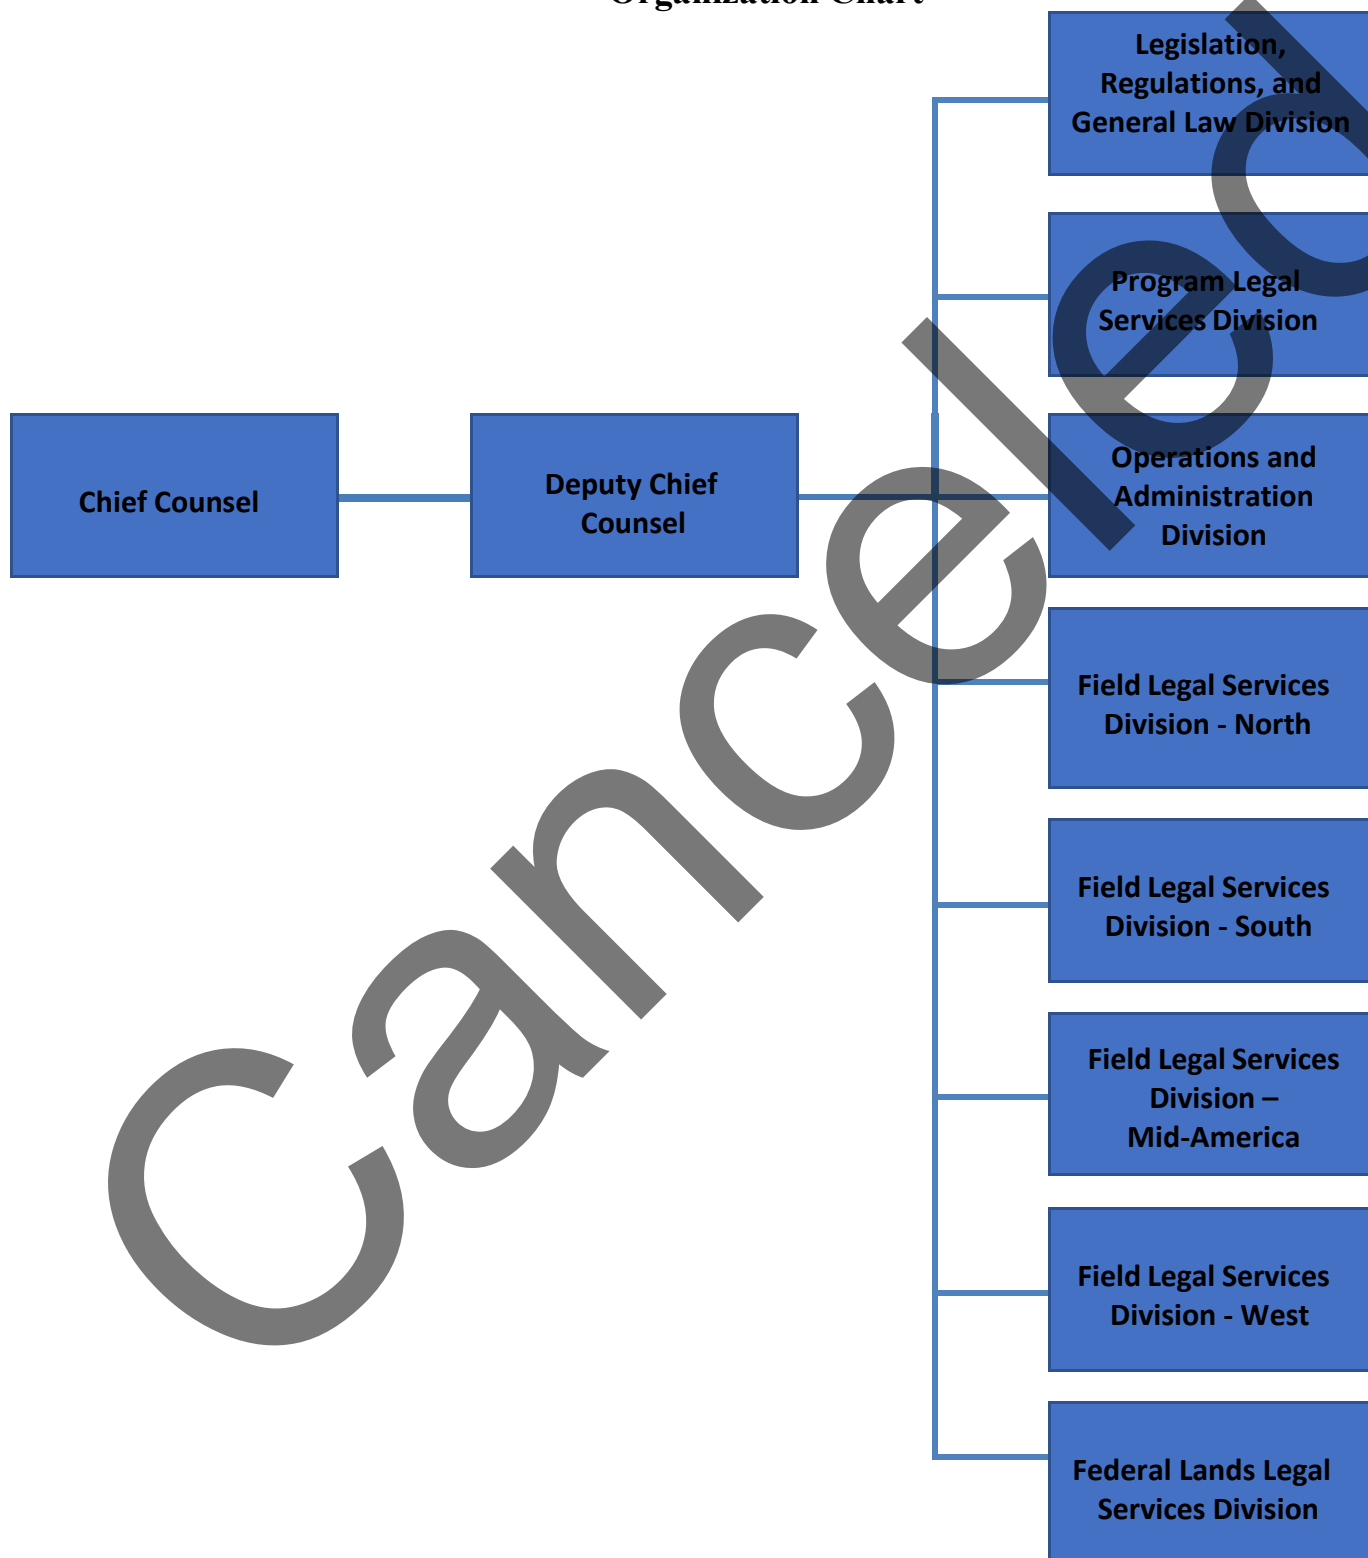 Organization Chart
Legislation,
Regulations, and
General Law Division
Program Legal
Services Division
Chief Counsel
Deputy Chief
Counsel
Operations and
Administration
Division
Field Legal Services
Division - North
Field Legal Services
Division - South
Field Legal Services
Division –
Mid-America
Field Legal Services
Division - West
Federal Lands Legal
Services Division
Canceled